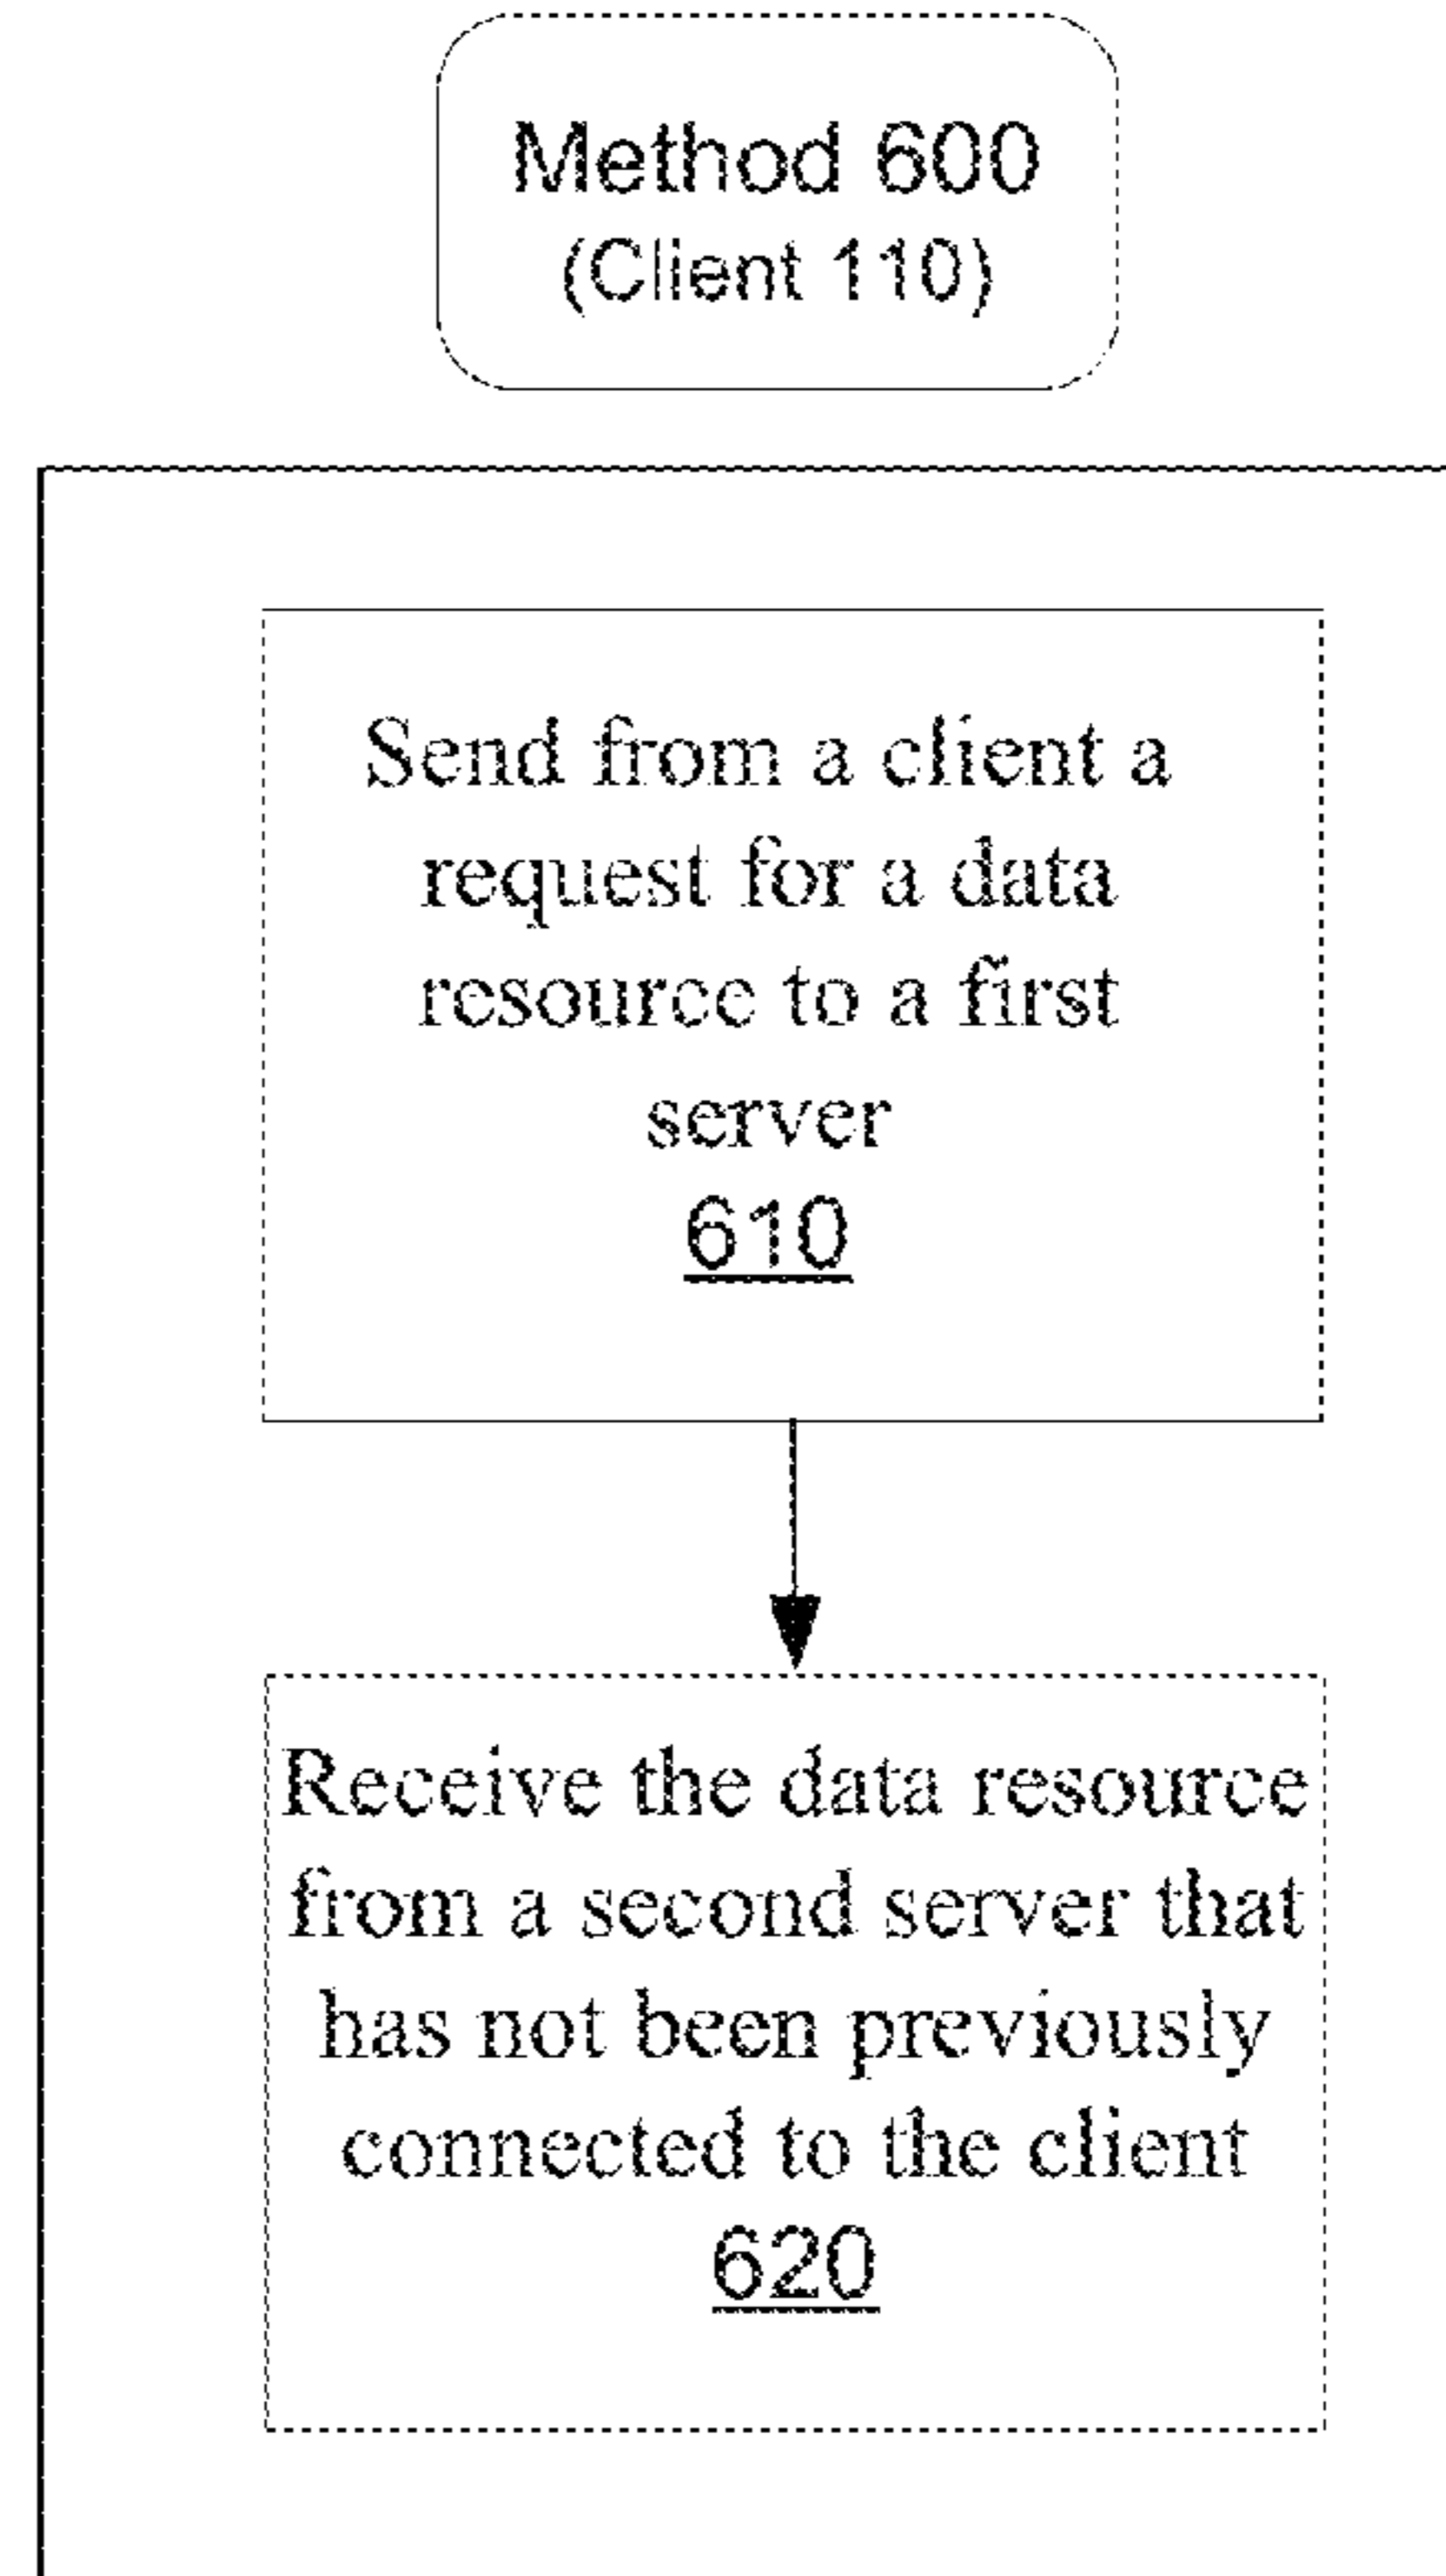 Method 600
(Client 110)
Send from a client a
request for a data
resource to a first
server
610
Receive the data resource
from a second server that
has not been previously
connected to the client
620